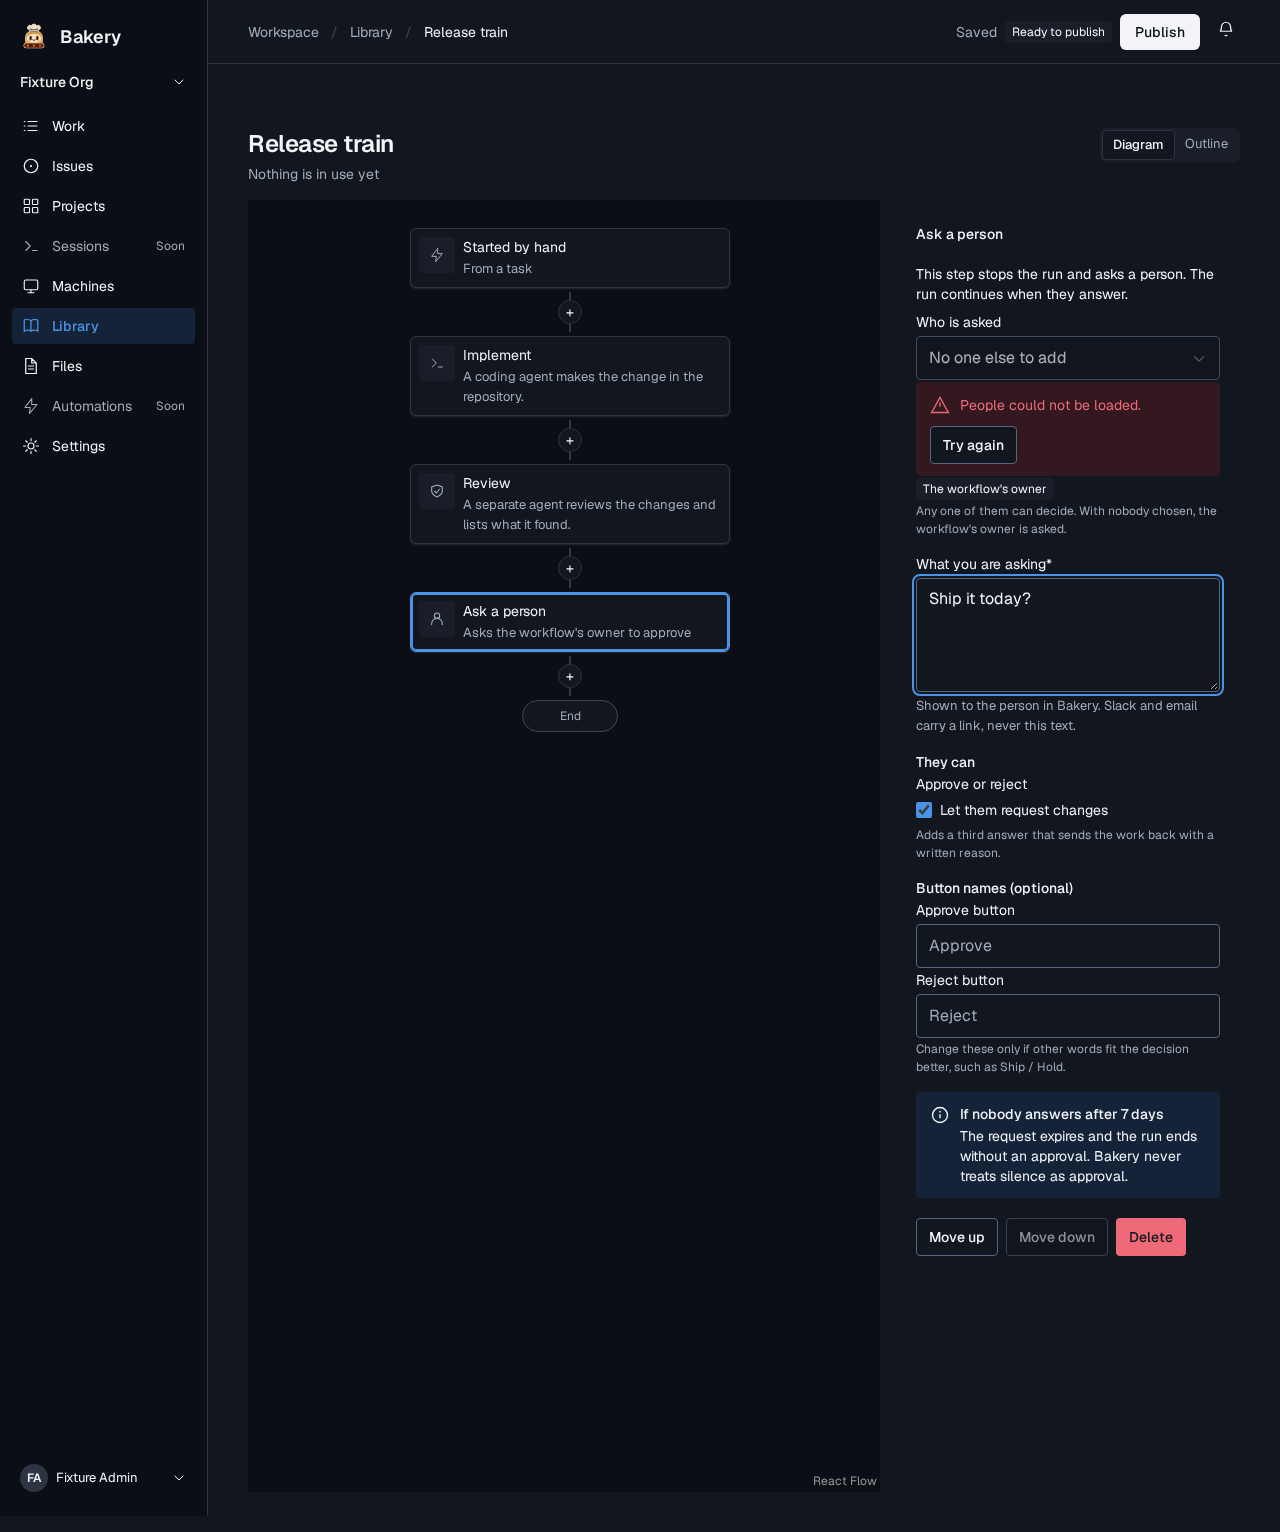 Bakery
Fixture Org
Work
Issues
Projects
Sessions Soon
Machines
Library
Files
Automations Soon
Settings
FA Fixture Admin
Workspace / Library / Release train
Saved Ready to publish Publish
Release train
Nothing is in use yet
Diagram Outline
Started by hand
From a task
+
Implement
A coding agent makes the change in the
repository.
+
Review
A separate agent reviews the changes and
lists what it found.
+
Ask a person
Asks the workflow's owner to approve
+
End
React Flow
Ask a person
This step stops the run and asks a person. The
run continues when they answer.
Who is asked
No one else to add
People could not be loaded.
Try again
The workflow's owner
Any one of them can decide. With nobody chosen, the
workflow's owner is asked.
What you are asking*
Ship it today?
Shown to the person in Bakery. Slack and email
carry a link, never this text.
They can
Approve or reject
Let them request changes
Adds a third answer that sends the work back with a
written reason.
Button names (optional)
Approve button
Approve
Reject button
Reject
Change these only if other words fit the decision
better, such as Ship / Hold.
If nobody answers after 7 days
The request expires and the run ends
without an approval. Bakery never
treats silence as approval.
Move up Move down Delete